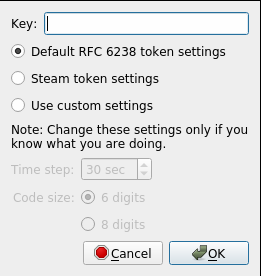 Key:
Default RFC 6238 token settings
Steam token settings
Use custom settings
Note: Change these settings only if you
know what you are doing.
Time step: 30 sec
Code size: 6 digits
8 digits
Cancel OK